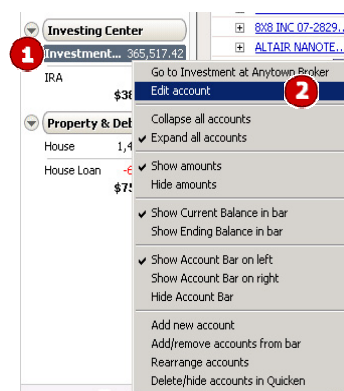 Investing Center
8X8 INC 07-2829...
1
Investment... 365,517.42
ALTAIR NANOTE...
IRA
Go to Investment at Anytown Broker
$38
Edit account
2
Property & Deb
Collapse all accounts
House 1,4
Expand all accounts
House Loan -6
Show amounts
$75
Hide amounts
Show Current Balance in bar
Show Ending Balance in bar
Show Account Bar on left
Show Account Bar on right
Hide Account Bar
Add new account
Add/remove accounts from bar
Rearrange accounts
Delete/hide accounts in Quicken